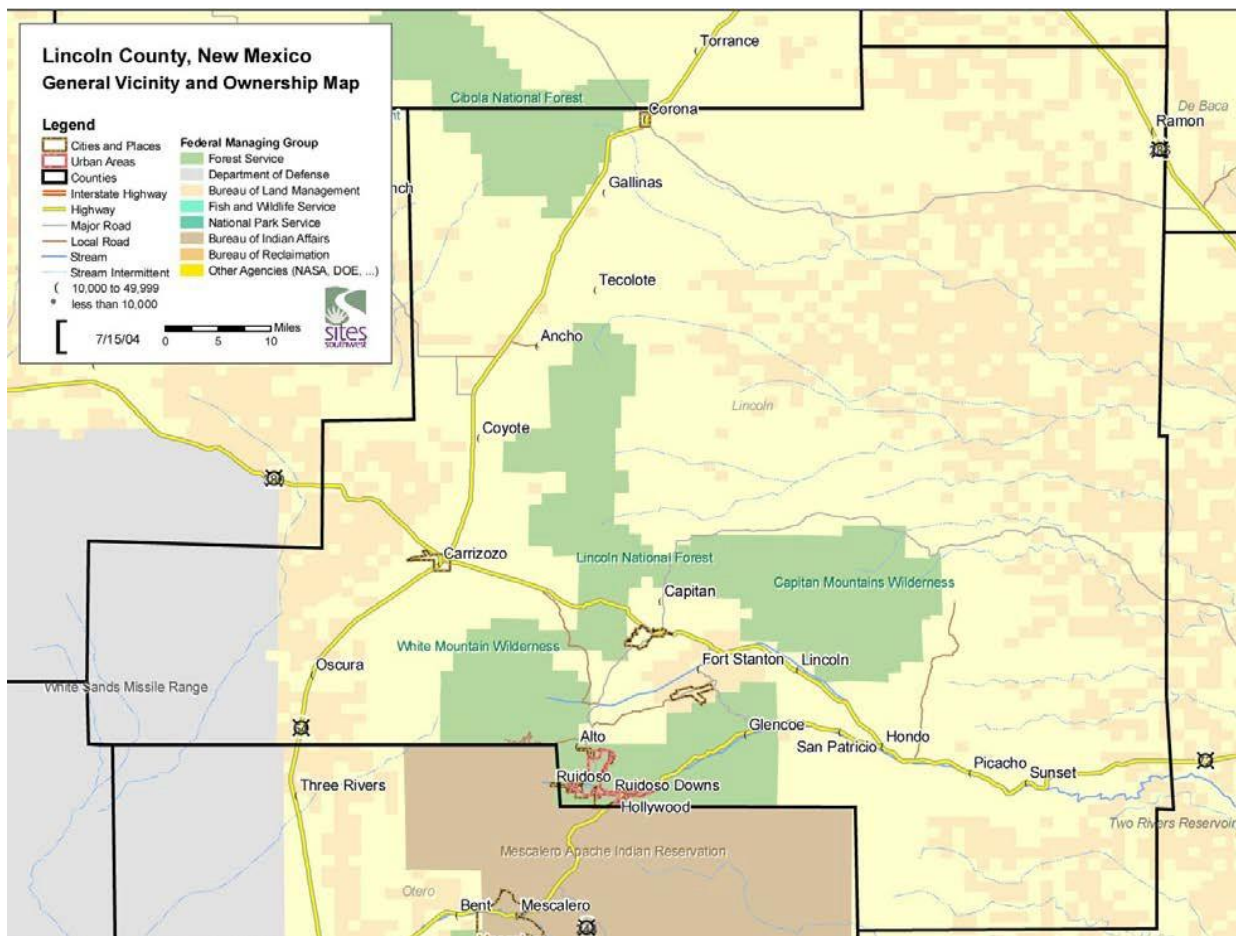 Lincoln County, New Mexico
General Vicinity and Ownership Map
Legend
Cities and Places
Urban Areas
Counties
Interstate Highway
Highway
Major Road
Local Road
Stream
Stream Intermittent
10,000 to 49,999
less than 10,000
Federal Managing Group
Forest Service
Department of Defense
Bureau of Land Management
Fish and Wildlife Service
National Park Service
Bureau of Indian Affairs
Bureau of Reclamation
Other Agencies (NASA, DOE, ...)
7/15/04
0 5 10 Miles
sites
southwest
Torrance
Cibola National Forest
Corona
De Baca
Ramon
Gallinas
Tecolote
Ancho
Lincoln
Coyote
Carrizozo
Lincoln National Forest
Capitan Mountains Wilderness
Capitan
White Mountain Wilderness
Fort Stanton
Lincoln
Oscura
White Sands Missile Range
Glencoe
Alto
San Patricio
Hondo
Picacho
Sunset
Three Rivers
Ruidoso
Ruidoso Downs
Hollywood
Two Rivers Reservoir
Mescalero Apache Indian Reservation
Otero
Bent
Mescalero